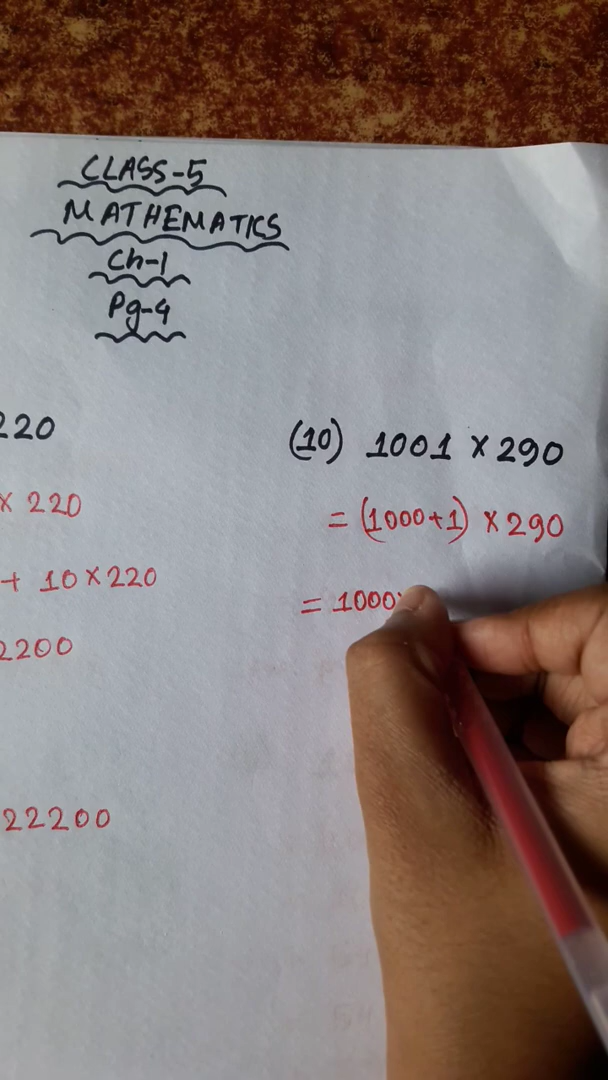 CLASS-5
MATHEMATICS
Ch-1
Pg-4
220
× 220
+ 10×220
2200
22200
(10) 1001 × 290
= (1000+1) × 290
= 1000×